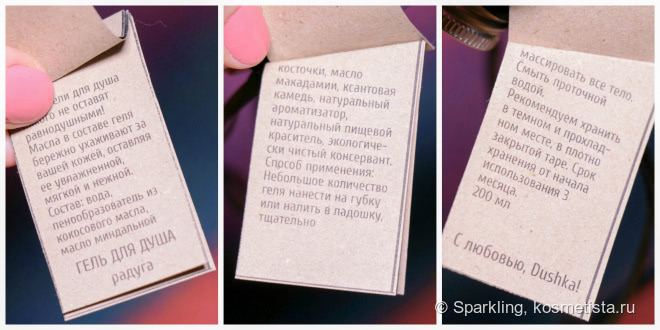 ели для душа
ого не оставят
равнодушными!
Масла в составе геля
бережно ухаживают за
вашей кожей, оставляя
ее увлажненной,
мягкой и нежной.
Состав: вода,
пенообразователь из
кокосового масла,
масло миндальной
ГЕЛЬ ДЛЯ ДУША
радуга
косточки, масло
макадамии, ксантовая
камедь, натуральный
ароматизатор,
натуральный пищевой
краситель, экологиче-
ски чистый консервант.
Способ применения:
Небольшое количество
геля нанести на губку
или налить в ладошку,
тщательно
массировать все тело.
Смыть проточной
водой.
Рекомендуем хранить
в темном и прохлад-
ном месте, в плотно
закрытой таре. Срок
хранения от начала
использования 3
месяца.
200 мл
С любовью, Dushka!
© Sparkling, kosmetista.ru